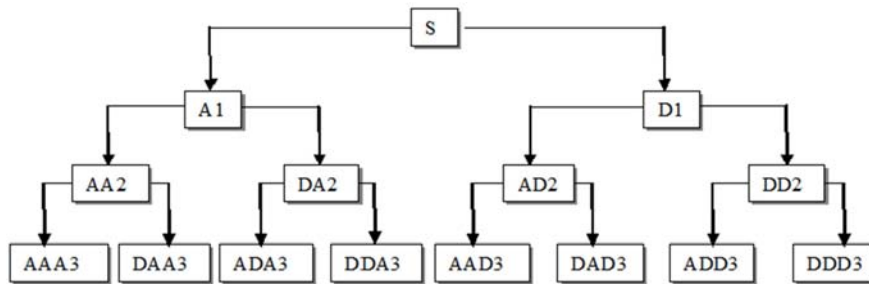 S
A1 D1
AA2 DA2 AD2 DD2
AAA3 DAA3 ADA3 DDA3 AAD3 DAD3 ADD3 DDD3